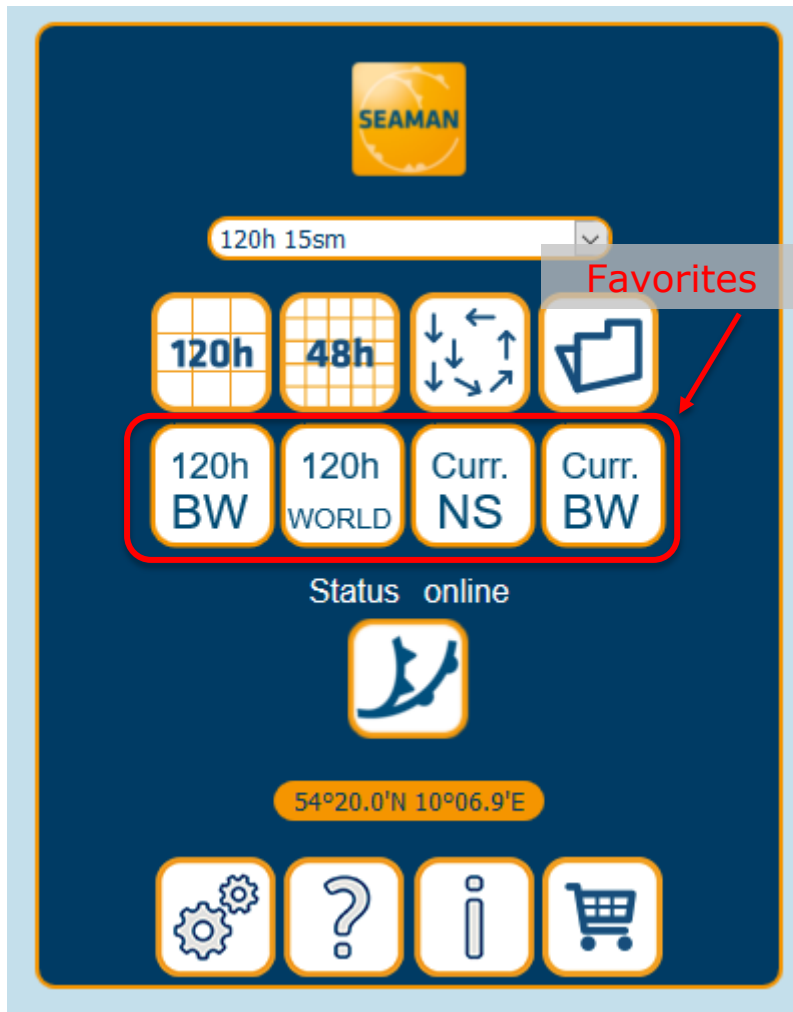 SEAMAN
120h 15sm
Favorites
120h 48h
120h 120h Curr. Curr.
BW WORLD NS BW
Status online
54°20.0'N 10°06.9'E
? i